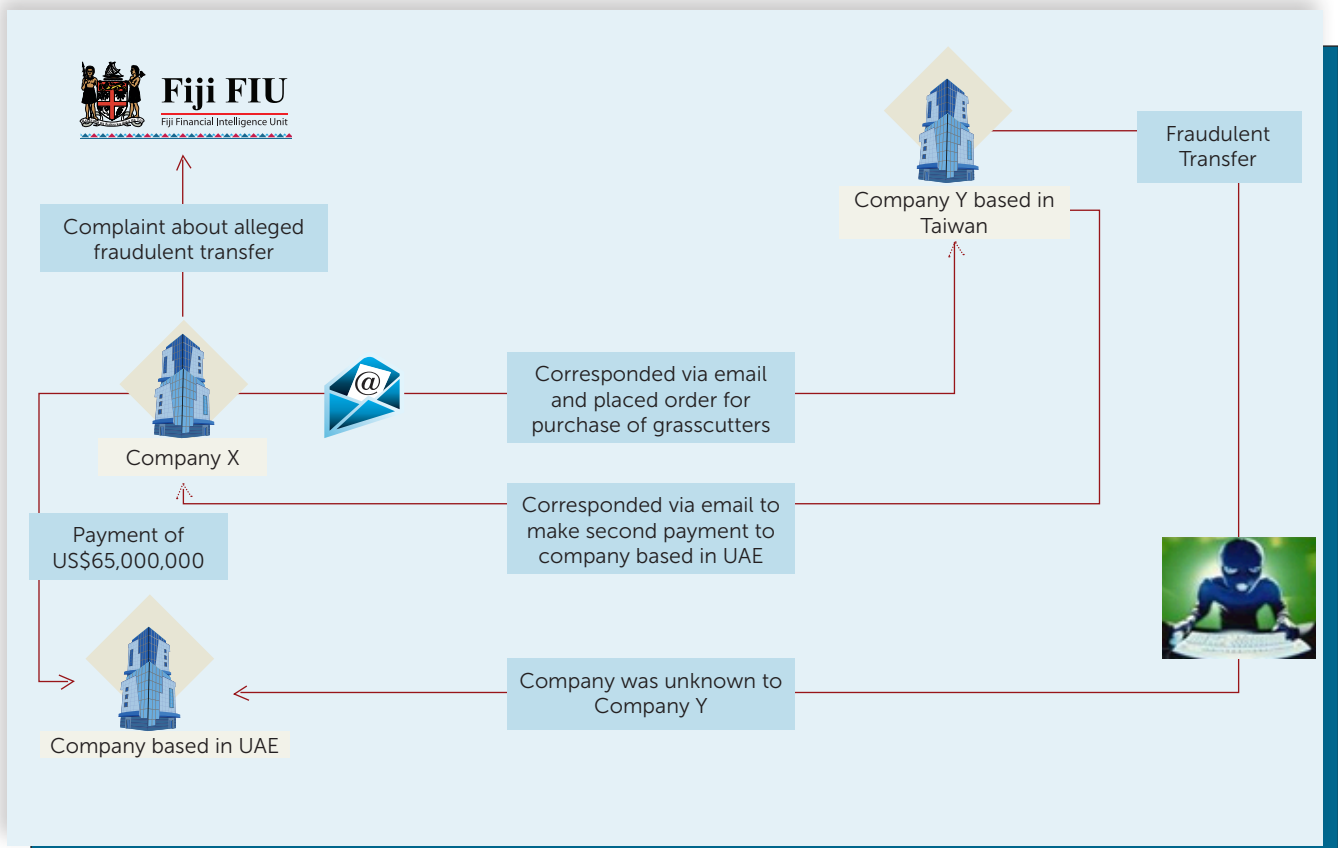 Fiji FIU
Fiji Financial Intelligence Unit
Complaint about alleged
fraudulent transfer
Company X
Payment of
US$65,000,000
Company based in UAE
@
Corresponded via email
and placed order for
purchase of grasscutters
Corresponded via email to
make second payment to
company based in UAE
Company was unknown to
Company Y
Company Y based in
Taiwan
Fraudulent
Transfer